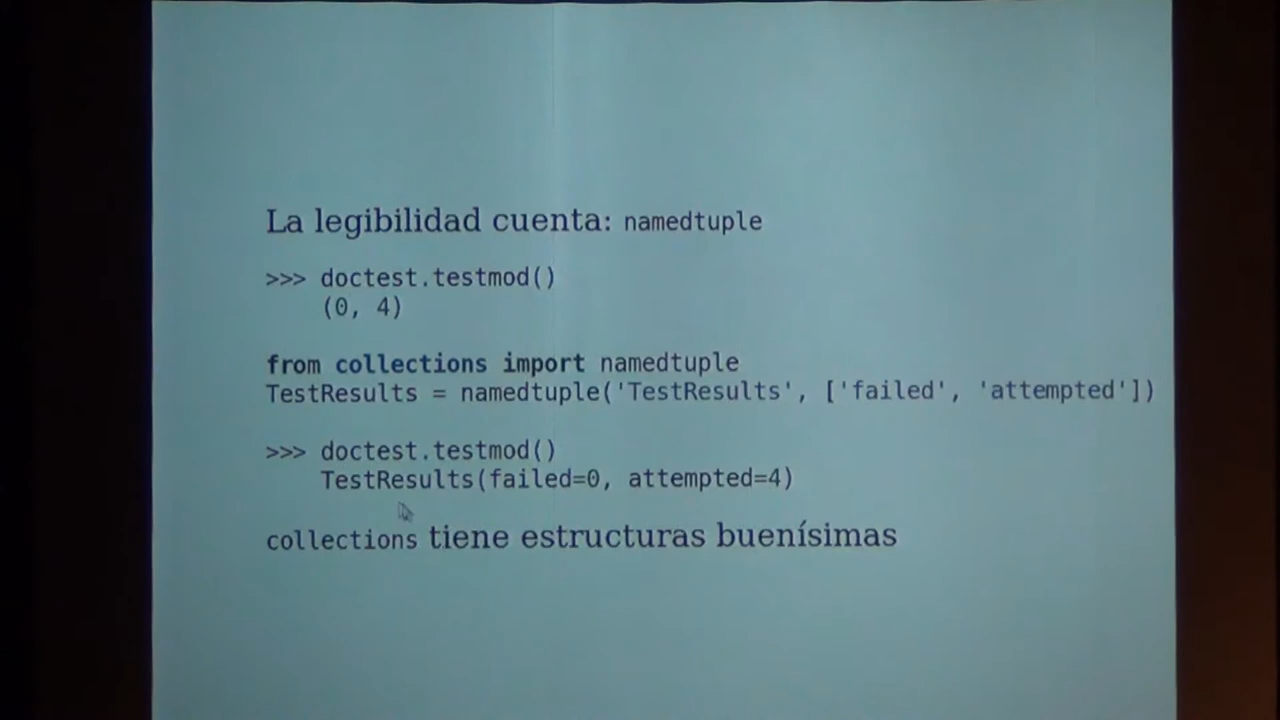 La legibilidad cuenta: namedtuple
>>> doctest.testmod()
(0, 4)
from collections import namedtuple
TestResults = namedtuple('TestResults', ['failed', 'attempted'])
>>> doctest.testmod()
TestResults(failed=0, attempted=4)
collections tiene estructuras buenísimas